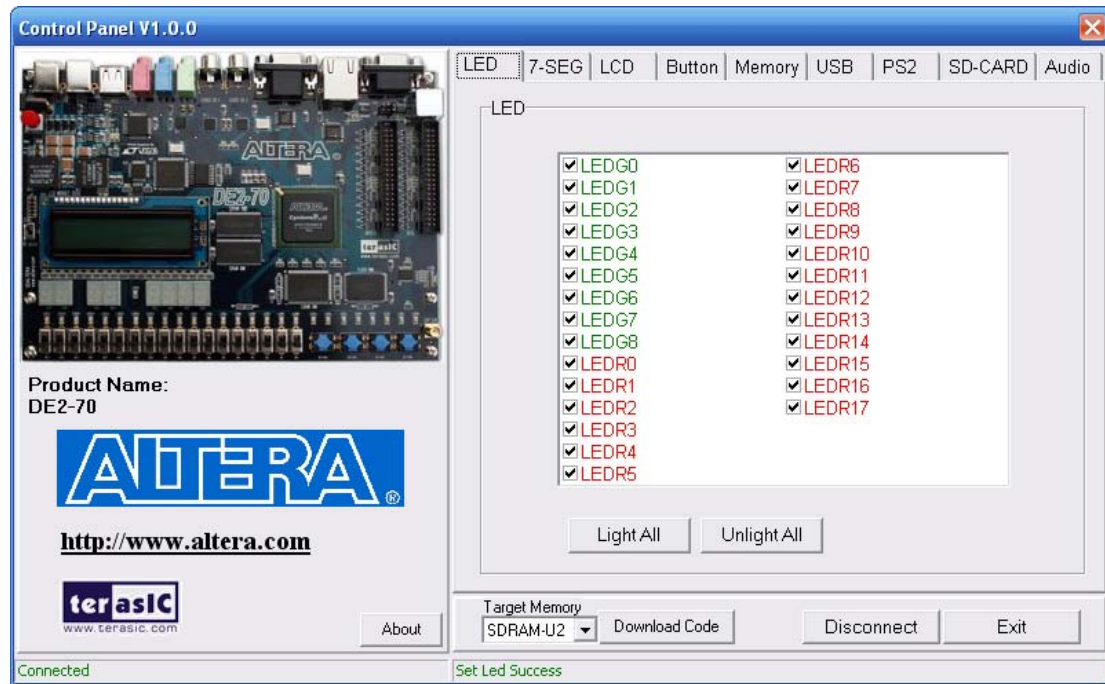 Control Panel V1.0.0
ALTERA
DE2-70
ALTERA
Cyclone II
terasIC
Product Name:
DE2-70
ALTERA®
http://www.altera.com
terasIC
www.terasic.com
About
Connected
LED 7-SEG LCD Button Memory USB PS2 SD-CARD Audio
LED
LEDG0
LEDG1
LEDG2
LEDG3
LEDG4
LEDG5
LEDG6
LEDG7
LEDG8
LEDR0
LEDR1
LEDR2
LEDR3
LEDR4
LEDR5
LEDR6
LEDR7
LEDR8
LEDR9
LEDR10
LEDR11
LEDR12
LEDR13
LEDR14
LEDR15
LEDR16
LEDR17
Light All Unlight All
Target Memory
SDRAM-U2 Download Code Disconnect Exit
Set Led Success